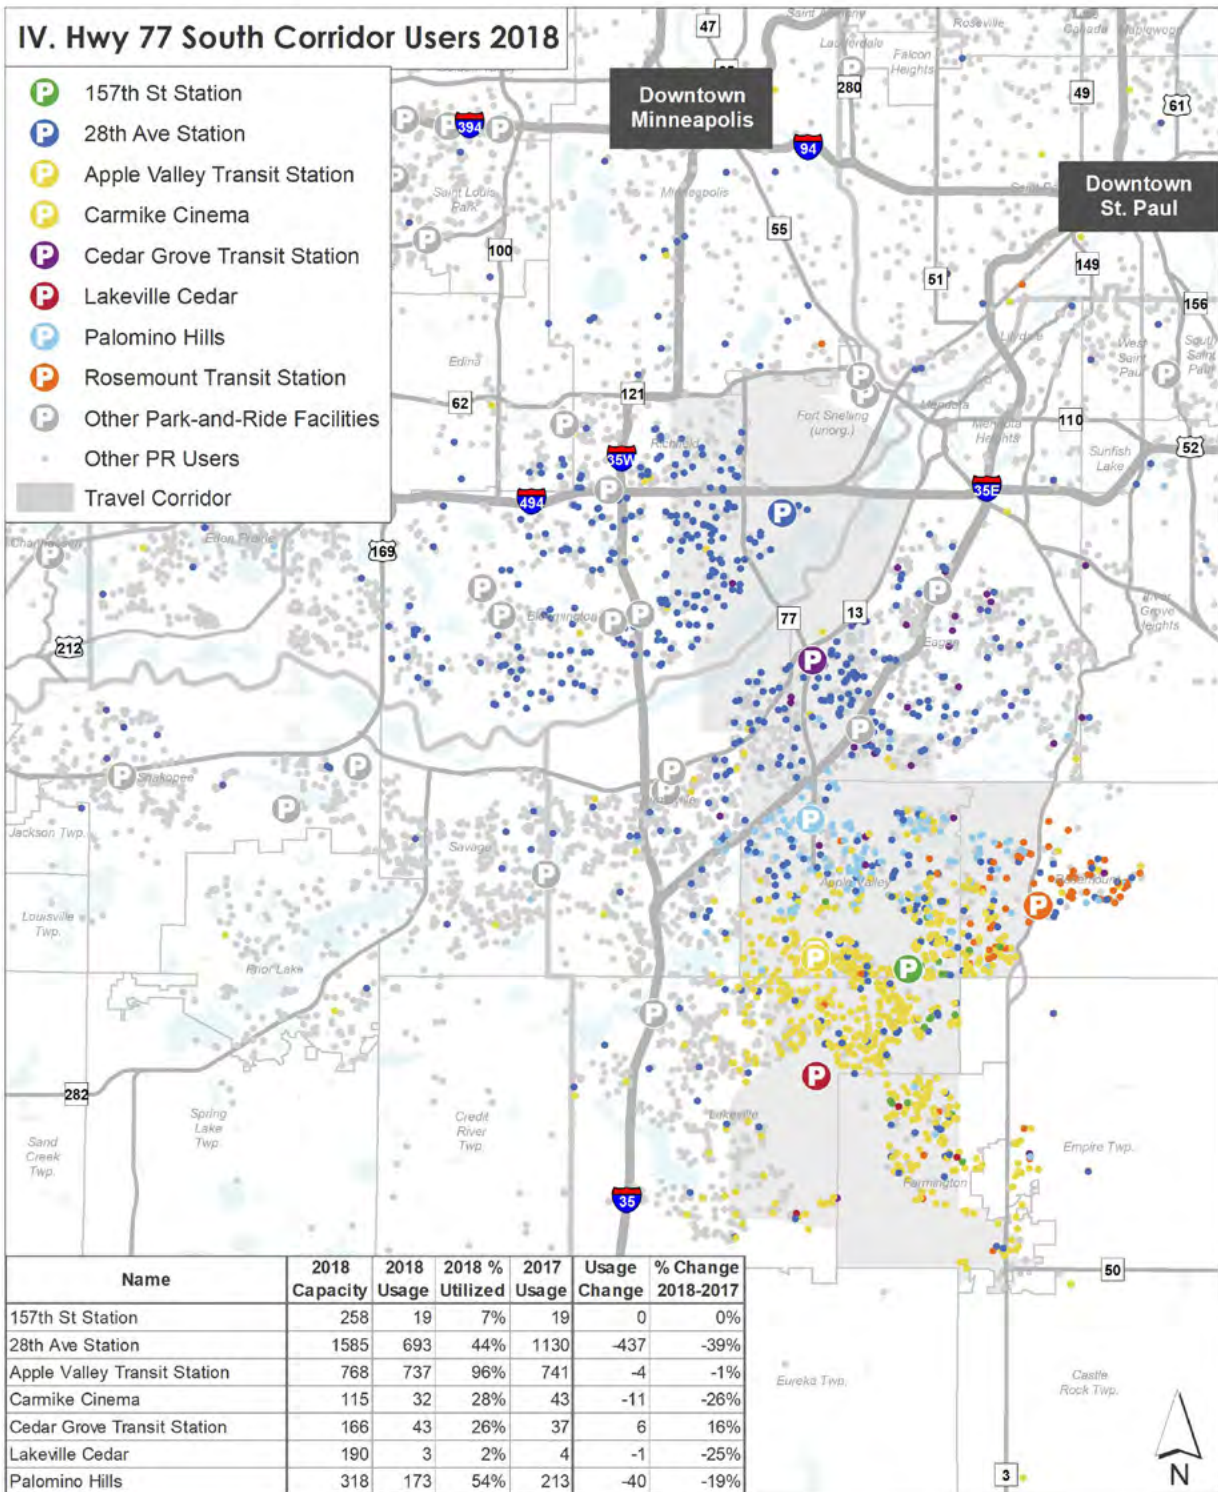 IV. Hwy 77 South Corridor Users 2018
P 157th St Station
P 28th Ave Station
P Apple Valley Transit Station
P Carmike Cinema
P Cedar Grove Transit Station
P Lakeville Cedar
P Palomino Hills
P Rosemount Transit Station
P Other Park-and-Ride Facilities
Other PR Users
Travel Corridor
47
Roseville
Lauderdale
Falcon
Heights
280
49
61
Downtown
Minneapolis
394
94
Saint Louis
Park
Minneapolis
Downtown
St. Paul
55
100
51
149
156
Lilydale
West
Saint
Paul
South
Saint
Paul
Edina
62
121
Fort Snelling
(unorg.)
Mendota
Mendota
Heights
110
Sunfish
Lake
52
Richfield
35W
494
35E
Eden Prairie
169
Bloomington
77
13
Eagan
River
Grove
Heights
212
Shakopee
Jackson Twp.
Savage
Louisville
Twp.
Apple Valley
Prior Lake
282
Sand
Creek
Twp.
Spring
Lake
Twp.
Credit
River
Twp
Lakeville
Empire Twp.
Farmington
35
50
Eureka Twp.
Castle
Rock Twp.
3
N
Name 2018 Capacity 2018 Usage 2018 % Utilized 2017 Usage Usage Change % Change 2018-2017
157th St Station 258 19 7% 19 0 0%
28th Ave Station 1585 693 44% 1130 -437 -39%
Apple Valley Transit Station 768 737 96% 741 -4 -1%
Carmike Cinema 115 32 28% 43 -11 -26%
Cedar Grove Transit Station 166 43 26% 37 6 16%
Lakeville Cedar 190 3 2% 4 -1 -25%
Palomino Hills 318 173 54% 213 -40 -19%